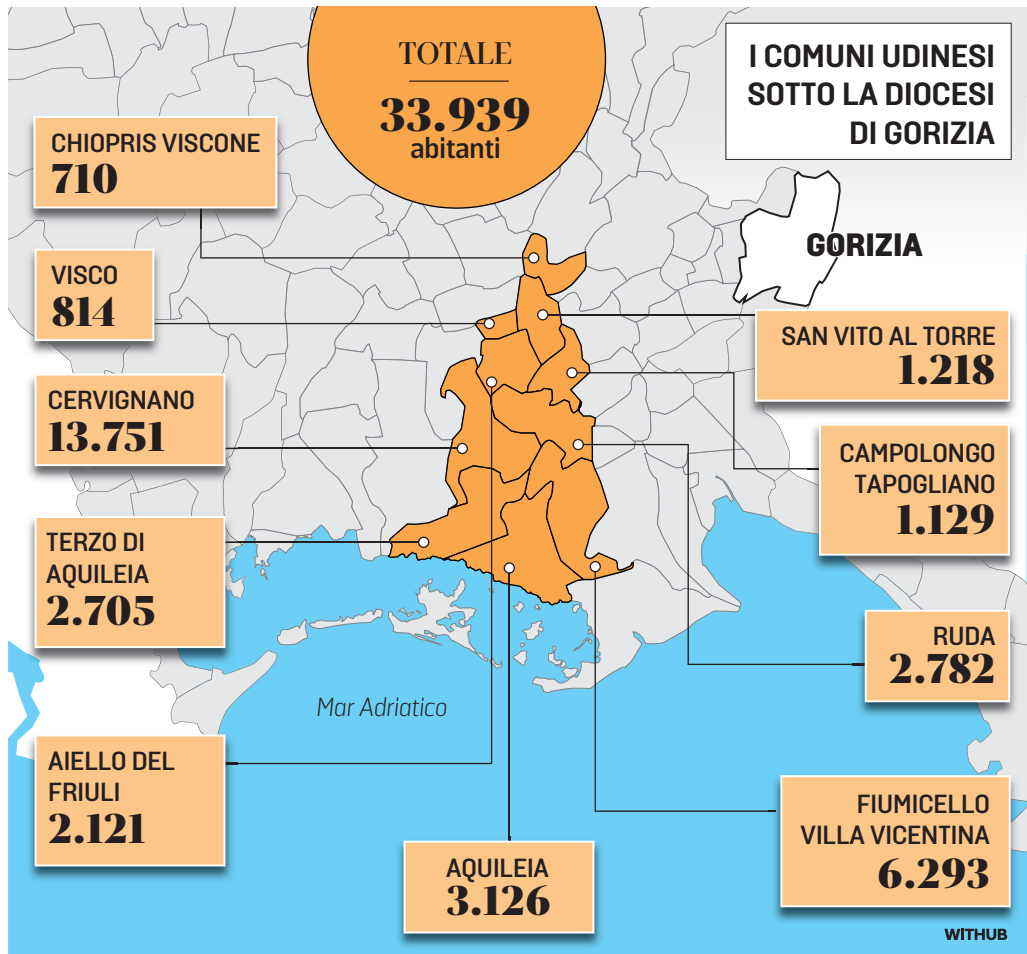 TOTALE
33.939
abitanti
I COMUNI UDINESI
SOTTO LA DIOCESI
DI GORIZIA
CHIOPRIS VISCONE
710
GORIZIA
VISCO
814
SAN VITO AL TORRE
1.218
CERVIGNANO
13.751
CAMPOLONGO
TAPOGLIANO
1.129
TERZO DI
AQUILEIA
2.705
RUDA
2.782
Mar Adriatico
AIELLO DEL
FRIULI
2.121
FIUMICELLO
VILLA VICENTINA
6.293
AQUILEIA
3.126
WITHUB